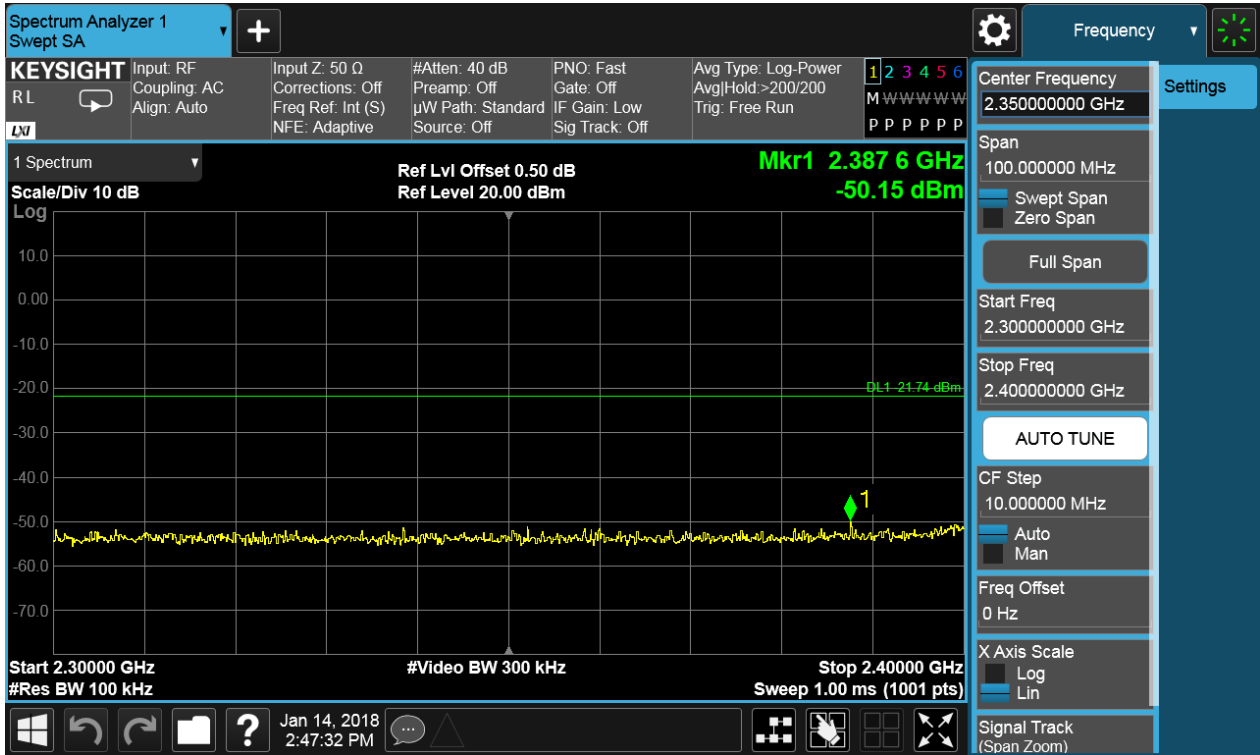 Spectrum Analyzer 1
Swept SA
+
Frequency
KEYSIGHT
R L
LXI
Input: RF
Coupling: AC
Align: Auto
Input Z: 50 Ω
Corrections: Off
Freq Ref: Int (S)
NFE: Adaptive
#Atten: 40 dB
Preamp: Off
µW Path: Standard
Source: Off
PNO: Fast
Gate: Off
IF Gain: Low
Sig Track: Off
Avg Type: Log-Power
Avg|Hold:>200/200
Trig: Free Run
1 2 3 4 5 6
M W W W W W
P P P P P P
Settings
1 Spectrum
Scale/Div 10 dB
Ref Lvl Offset 0.50 dB
Ref Level 20.00 dBm
Mkr1 2.387 6 GHz
-50.15 dBm
Log
10.0
0.00
-10.0
-20.0
-30.0
-40.0
-50.0
-60.0
-70.0
DL1 -21.74 dBm
1
Start 2.30000 GHz
#Res BW 100 kHz
#Video BW 300 kHz
Stop 2.40000 GHz
Sweep 1.00 ms (1001 pts)
Center Frequency
2.350000000 GHz
Span
100.000000 MHz
Swept Span
Zero Span
Full Span
Start Freq
2.300000000 GHz
Stop Freq
2.400000000 GHz
AUTO TUNE
CF Step
10.000000 MHz
Auto
Man
Freq Offset
0 Hz
X Axis Scale
Log
Lin
Signal Track
(Span Zoom)
?
Jan 14, 2018
2:47:32 PM